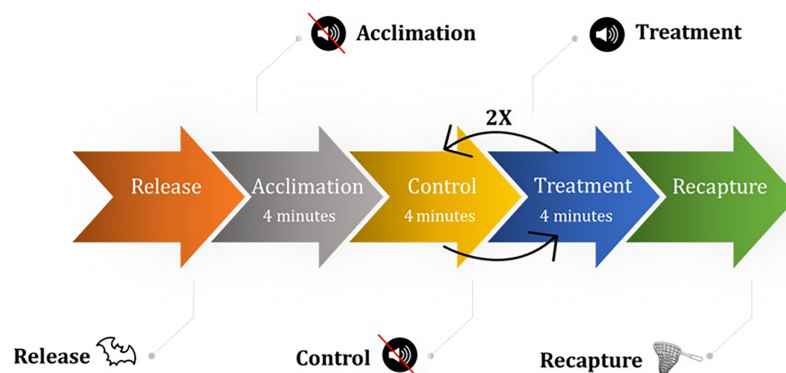 Acclimation
Treatment
2X
Release
Acclimation
4 minutes
Control
4 minutes
Treatment
4 minutes
Recapture
Release
Control
Recapture